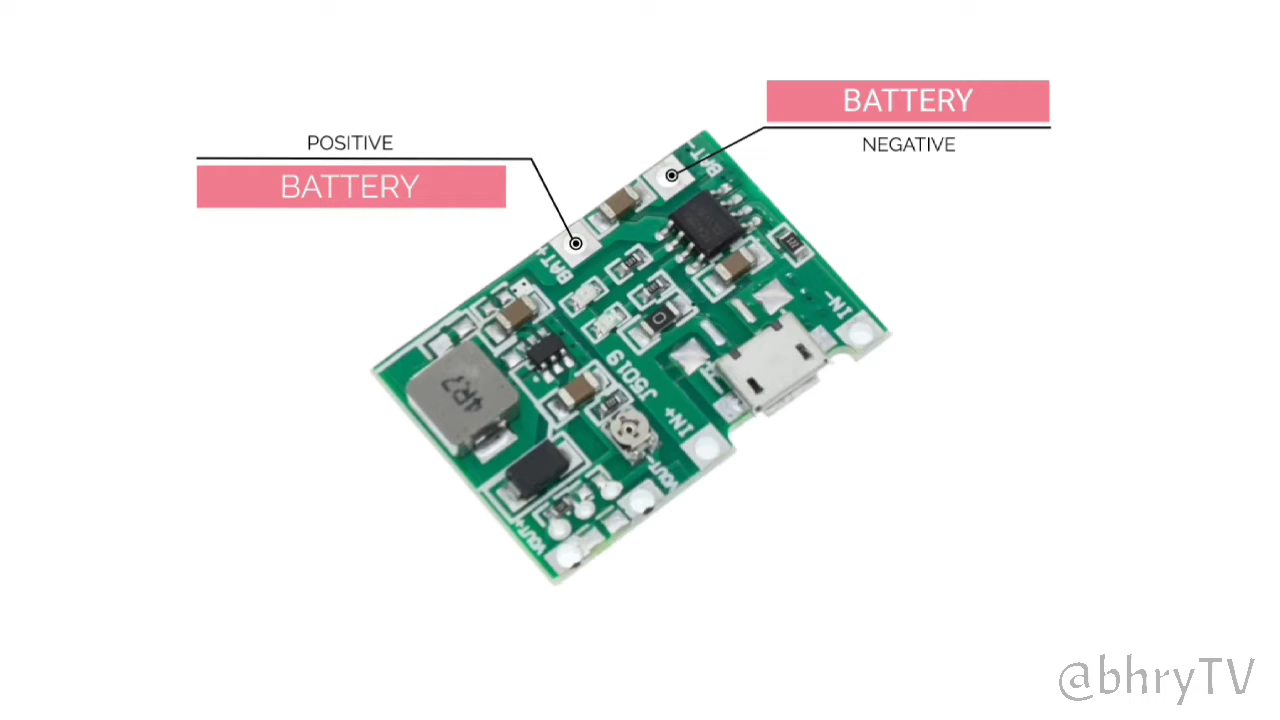 BATTERY
NEGATIVE
POSITIVE
BATTERY
BAT-
BAT+
IN-
J5019
IN+
4R7
VOUT-
VOUT+
@bhryTV